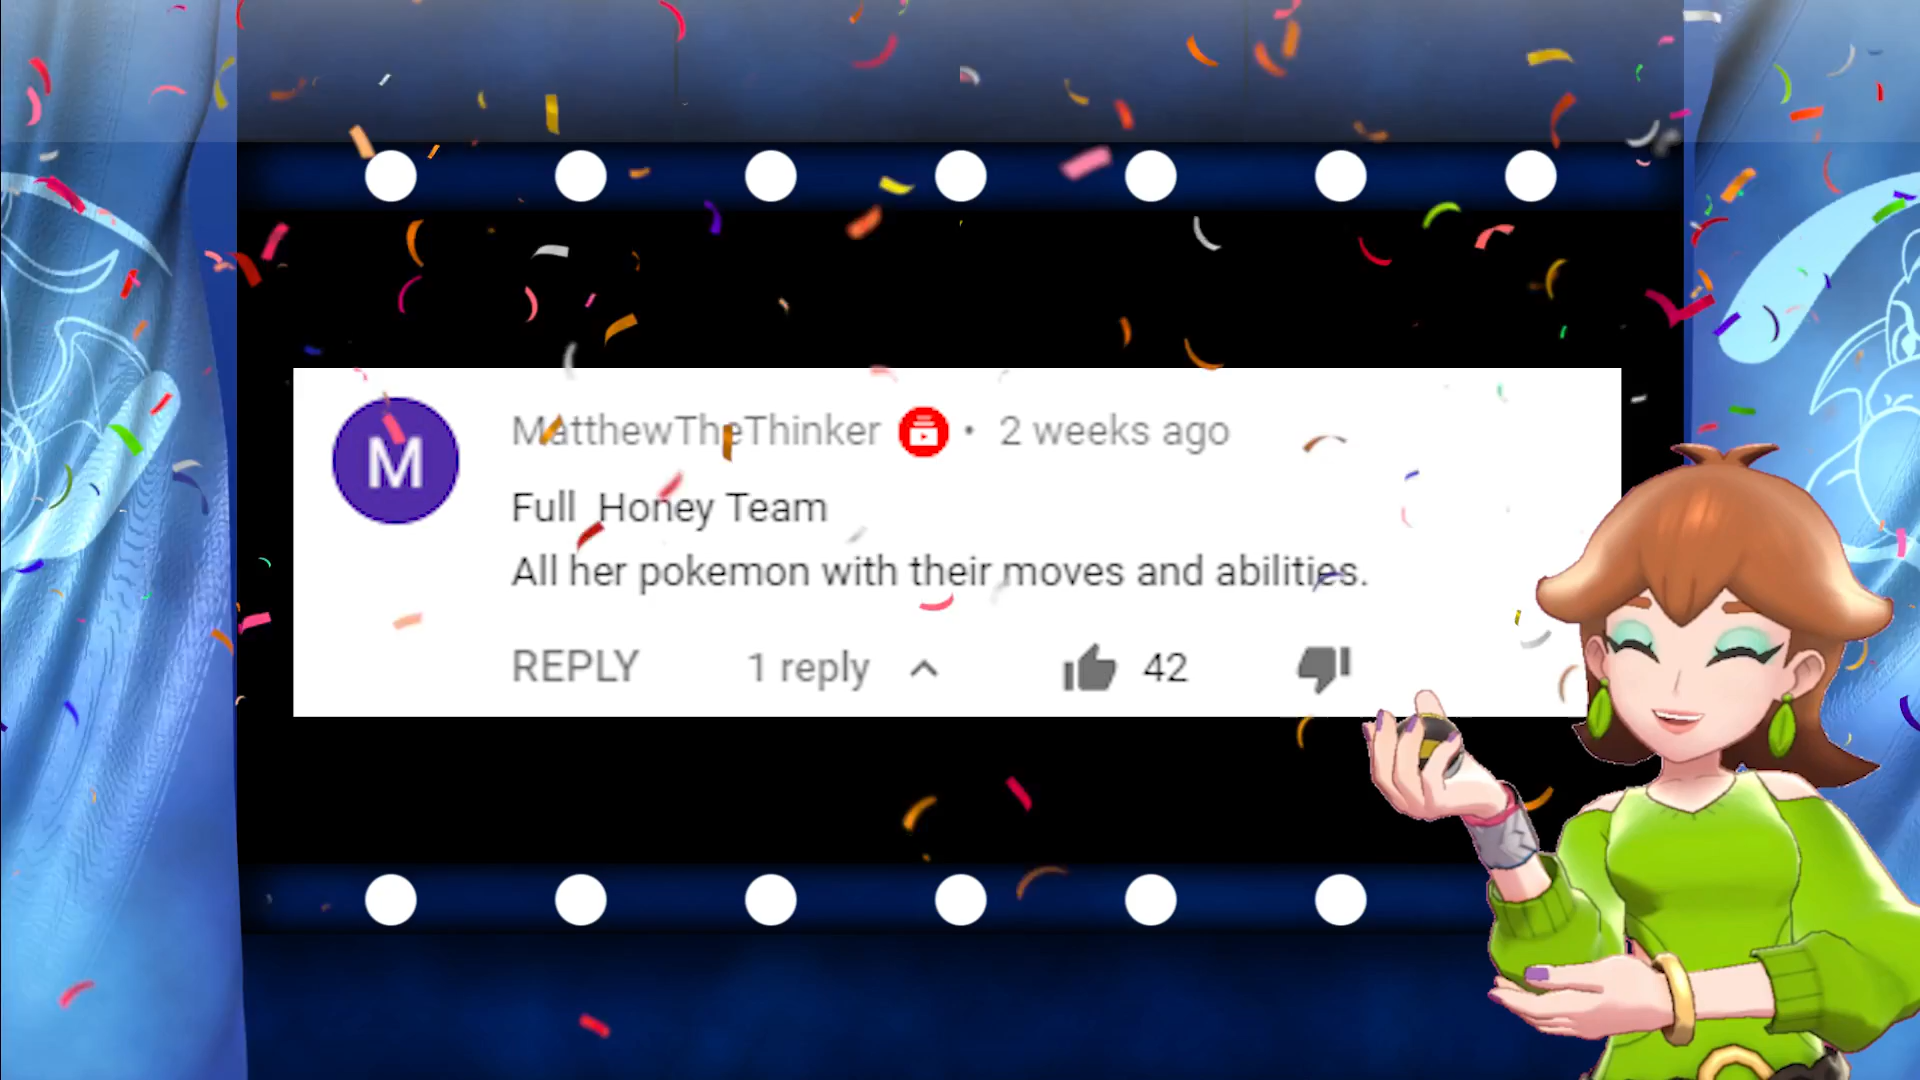 M
MatthewTheThinker • 2 weeks ago
Full Honey Team
All her pokemon with their moves and abilities.
REPLY 1 reply 42